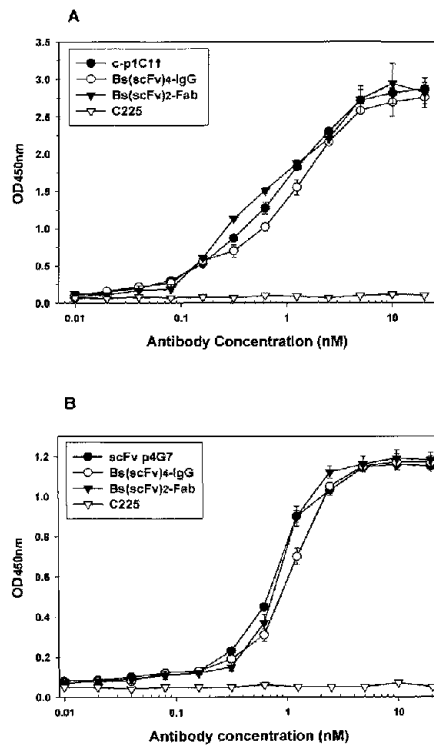 A
3.5
3.0
2.5
2.0
1.5
1.0
0.5
0.0
OD450nm
c-p1C11
Bs(scFv)4-IgG
Bs(scFv)2-Fab
C225
0.01
0.1
1
10
Antibody Concentration (nM)
B
1.2
1.0
0.8
0.6
0.4
0.2
0.0
OD450nm
scFv p4G7
Bs(scFv)4-IgG
Bs(scFv)2-Fab
C225
0.01
0.1
1
10
Antibody concentration (nM)